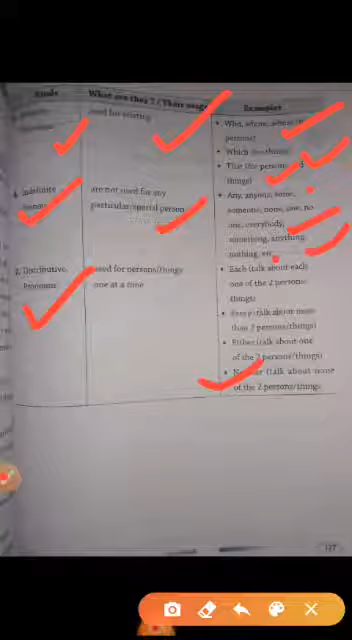 Kinds What are they ? / Their usage Examples
used for relating
• Who, whose, whom (for persons)
• Which (for things)
• That (for persons and things)
6. Indefinite are not used for any particular/special person
• Any, anyone, some,
someone, none, one, no
one, everybody,
something, anything,
nothing, etc.
7. Distributive Pronouns
used for persons/things
one at a time
• Each (talk about each
one of the 2 persons/
things)
• Every (talk about more
than 2 persons/things)
• Either (talk about one
of the 2 persons/things)
• Neither (talk about none
of the 2 persons/things
127